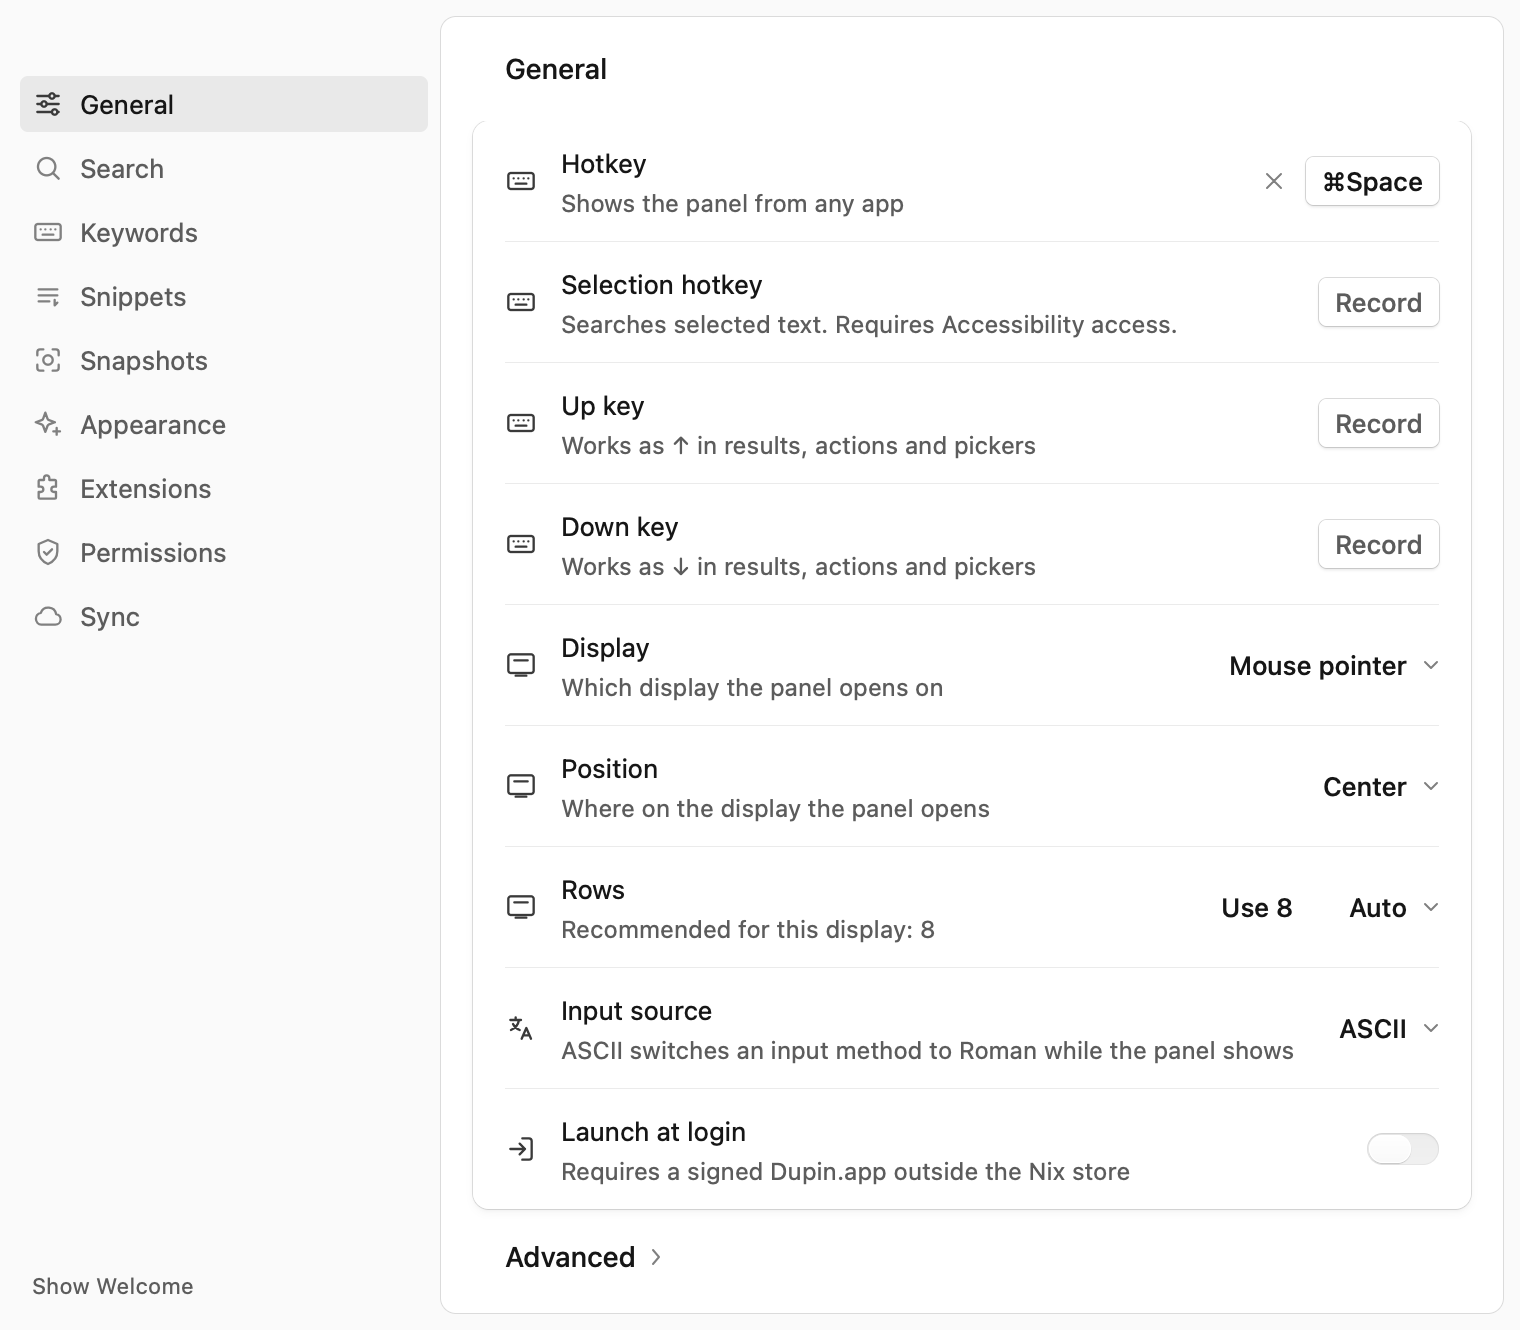 General
Search
Keywords
Snippets
Snapshots
Appearance
Extensions
Permissions
Sync
Show Welcome
General
Hotkey
Shows the panel from any app
⌘Space
Selection hotkey
Searches selected text. Requires Accessibility access.
Record
Up key
Works as ↑ in results, actions and pickers
Record
Down key
Works as ↓ in results, actions and pickers
Record
Display
Which display the panel opens on
Mouse pointer
Position
Where on the display the panel opens
Center
Rows
Recommended for this display: 8
Use 8
Auto
Input source
ASCII switches an input method to Roman while the panel shows
ASCII
Launch at login
Requires a signed Dupin.app outside the Nix store
Advanced